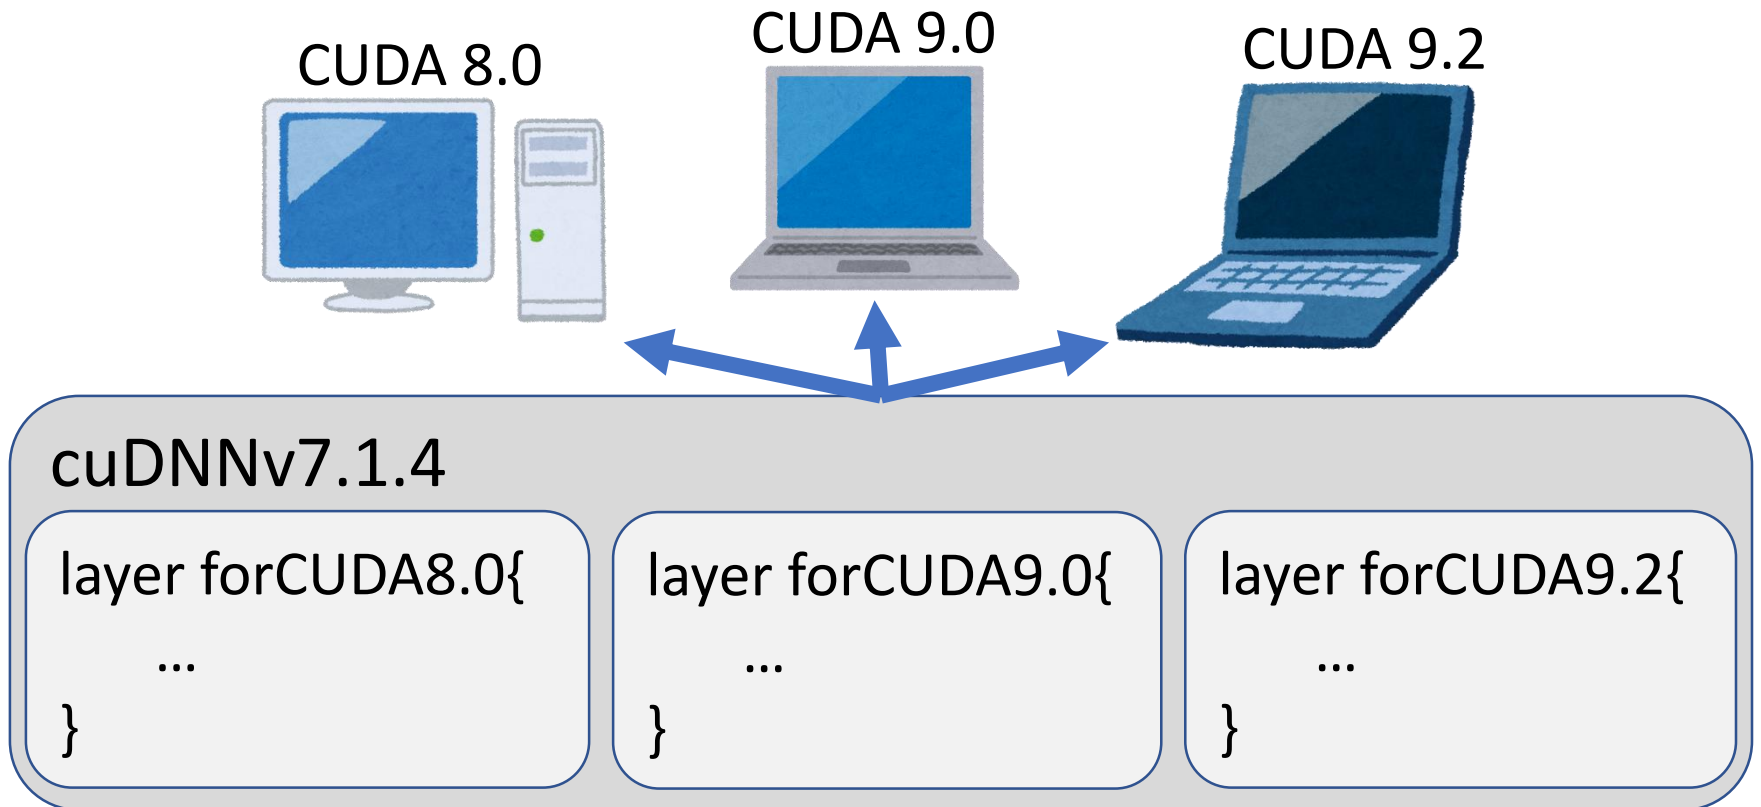 CUDA 8.0
CUDA 9.0
CUDA 9.2
cuDNNv7.1.4
layer forCUDA8.0{
...
}
layer forCUDA9.0{
...
}
layer forCUDA9.2{
...
}